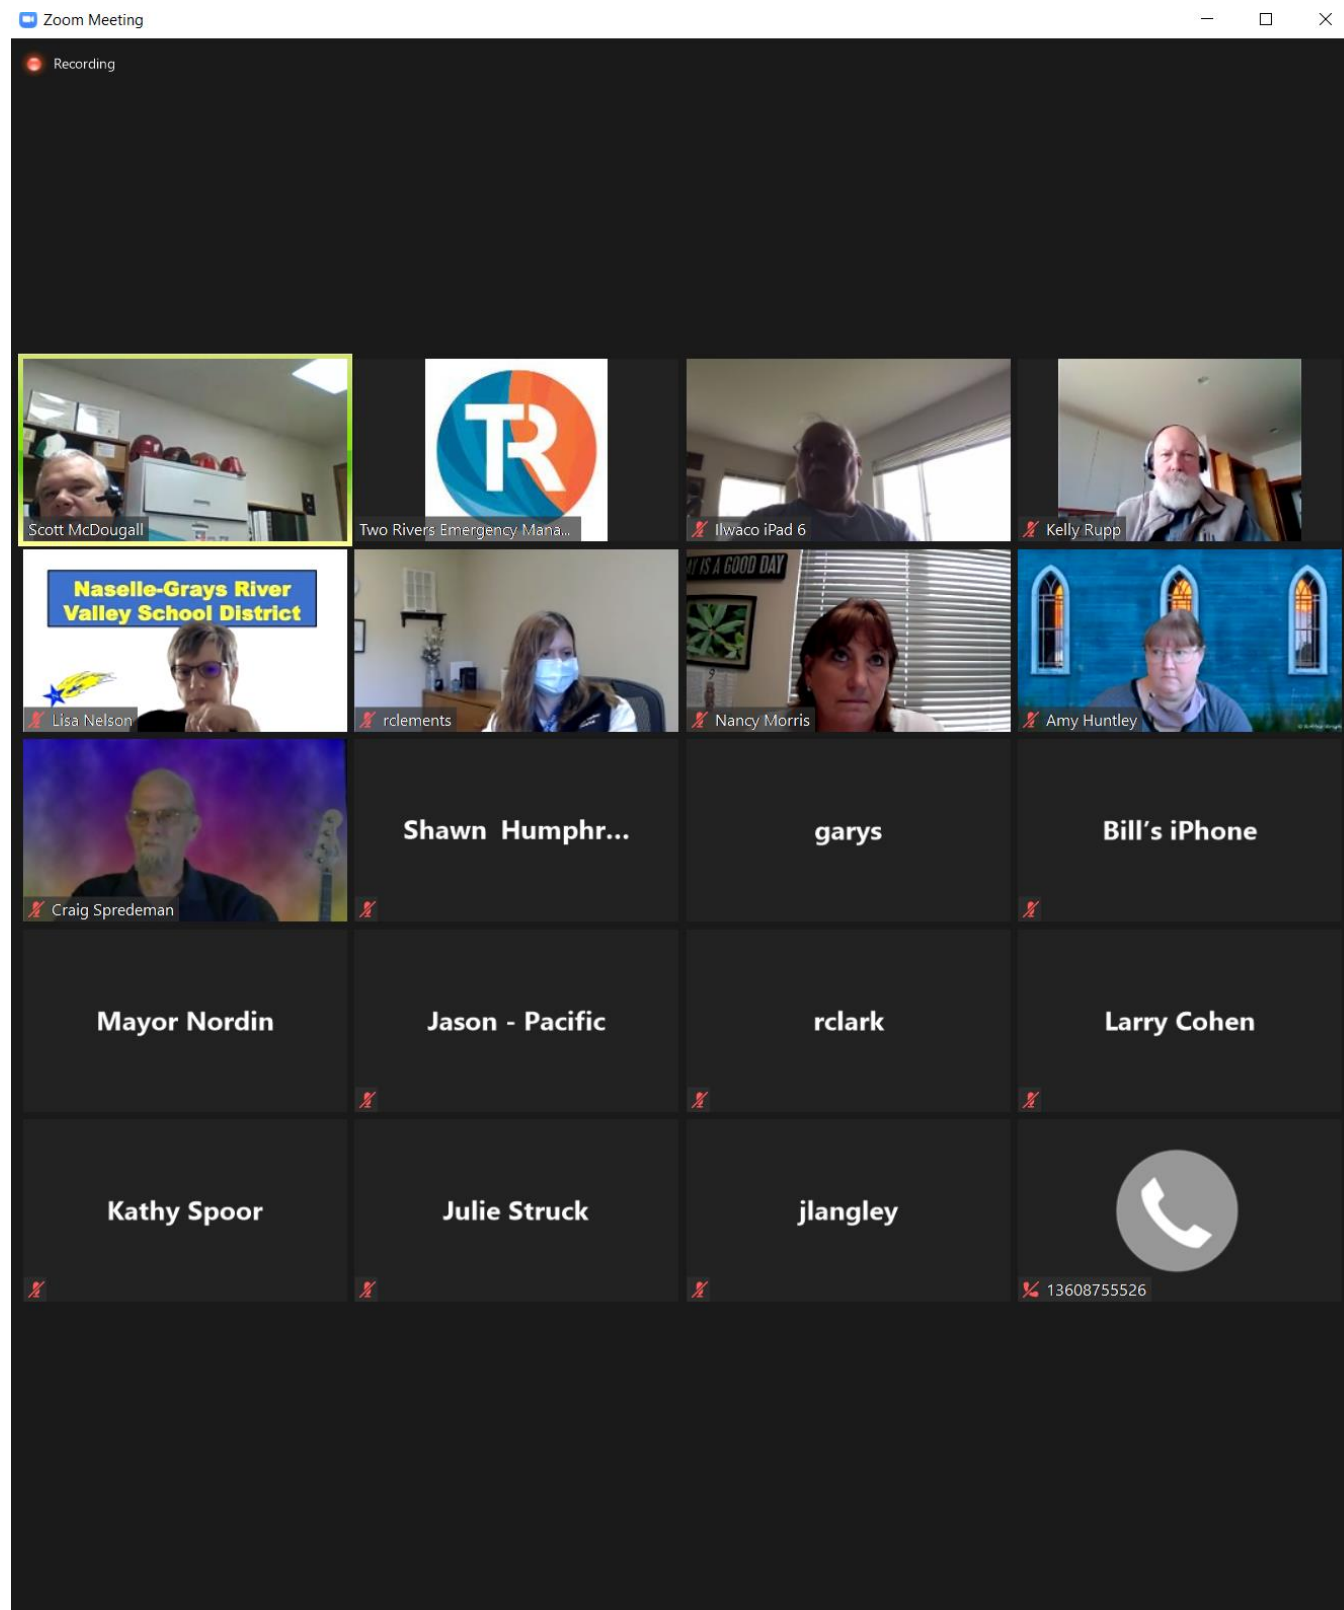 Zoom Meeting
Recording
Scott McDougall
TR
Two Rivers Emergency Mana...
Ilwaco iPad 6
Kelly Rupp
Naselle-Grays River
Valley School District
Lisa Nelson
rclements
IS A GOOD DAY
9
Nancy Morris
Amy Huntley
Craig Spredeman
Shawn Humphr...
garys
Bill’s iPhone
Mayor Nordin
Jason - Pacific
rclark
Larry Cohen
Kathy Spoor
Julie Struck
jlangley
13608755526